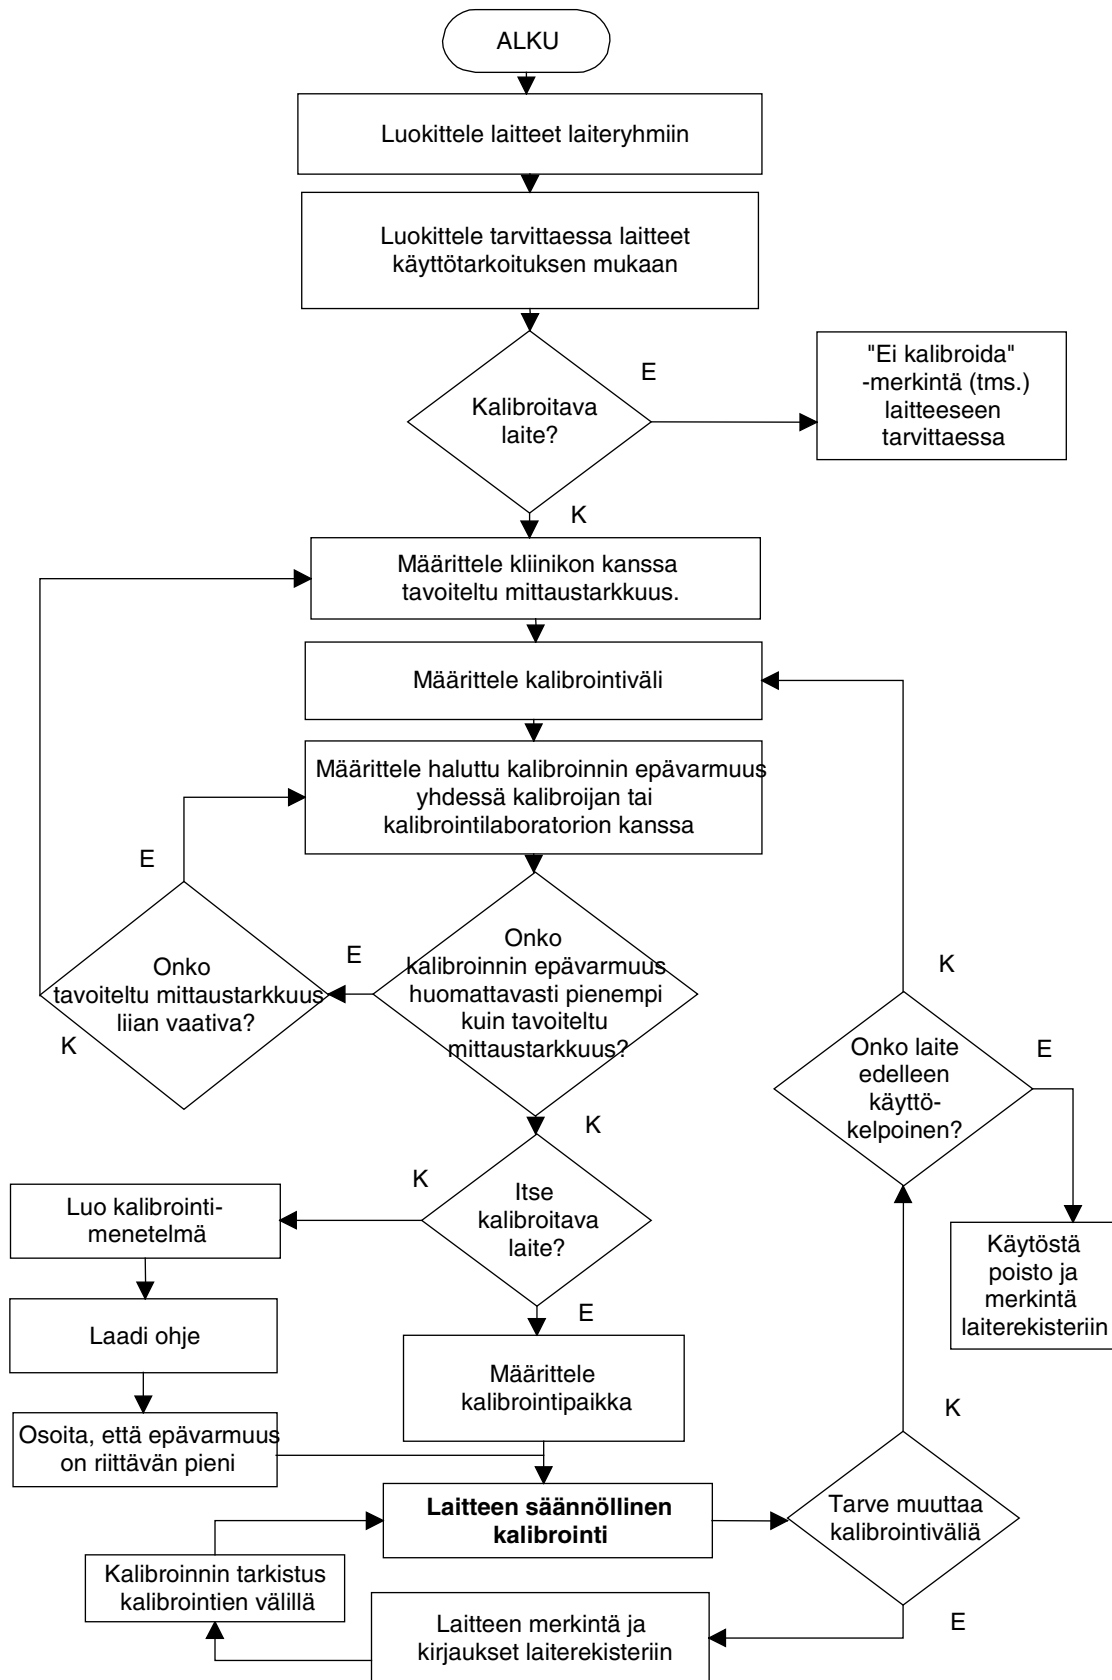 ALKU
Luokittele laitteet laiteryhmiin
Luokittele tarvittaessa laitteet
käyttötarkoituksen mukaan
Kalibroitava
laite?
E
"Ei kalibroida"
-merkintä (tms.)
laitteeseen
tarvittaessa
K
Määrittele kliinikon kanssa
tavoiteltu mittaustarkkuus.
Määrittele kalibrointiväli
Määrittele haluttu kalibroinnin epävarmuus
yhdessä kalibroijan tai
kalibrointilaboratorion kanssa
E
Onko
tavoiteltu mittaustarkkuus
liian vaativa?
K
E
Onko
kalibroinnin epävarmuus
huomattavasti pienempi
kuin tavoiteltu
mittaustarkkuus?
K
K
Onko laite
edelleen
käyttö-
kelpoinen?
E
Käytöstä
poisto ja
merkintä
laiterekisteriin
K
Itse
kalibroitava
laite?
E
Luo kalibrointi-
menetelmä
Laadi ohje
Osoita, että epävarmuus
on riittävän pieni
Määrittele
kalibrointipaikka
Laitteen säännöllinen
kalibrointi
K
Tarve muuttaa
kalibrointiväliä
E
Kalibroinnin tarkistus
kalibrointien välillä
Laitteen merkintä ja
kirjaukset laiterekisteriin